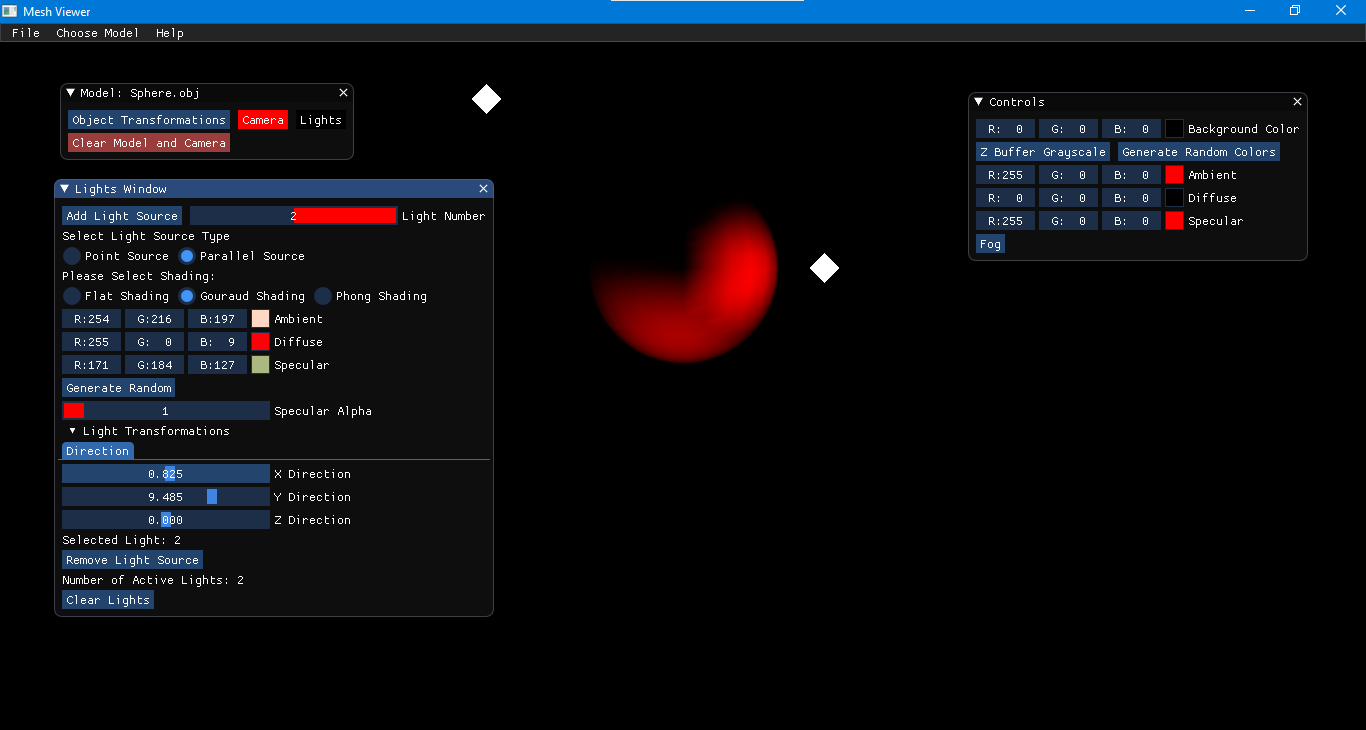 Mesh Viewer
File Choose Model Help
Model: Sphere.obj
Object Transformations Camera Lights
Clear Model and Camera
Lights Window
Add Light Source 2 Light Number
Select Light Source Type
Point Source Parallel Source
Please Select Shading:
Flat Shading Gouraud Shading Phong Shading
R:254 G:216 B:197 Ambient
R:255 G: 0 B: 9 Diffuse
R:171 G:184 B:127 Specular
Generate Random
1 Specular Alpha
Light Transformations
Direction
0.825 X Direction
9.485 Y Direction
0.000 Z Direction
Selected Light: 2
Remove Light Source
Number of Active Lights: 2
Clear Lights
Controls
R: 0 G: 0 B: 0 Background Color
Z Buffer Grayscale Generate Random Colors
R:255 G: 0 B: 0 Ambient
R: 0 G: 0 B: 0 Diffuse
R:255 G: 0 B: 0 Specular
Fog